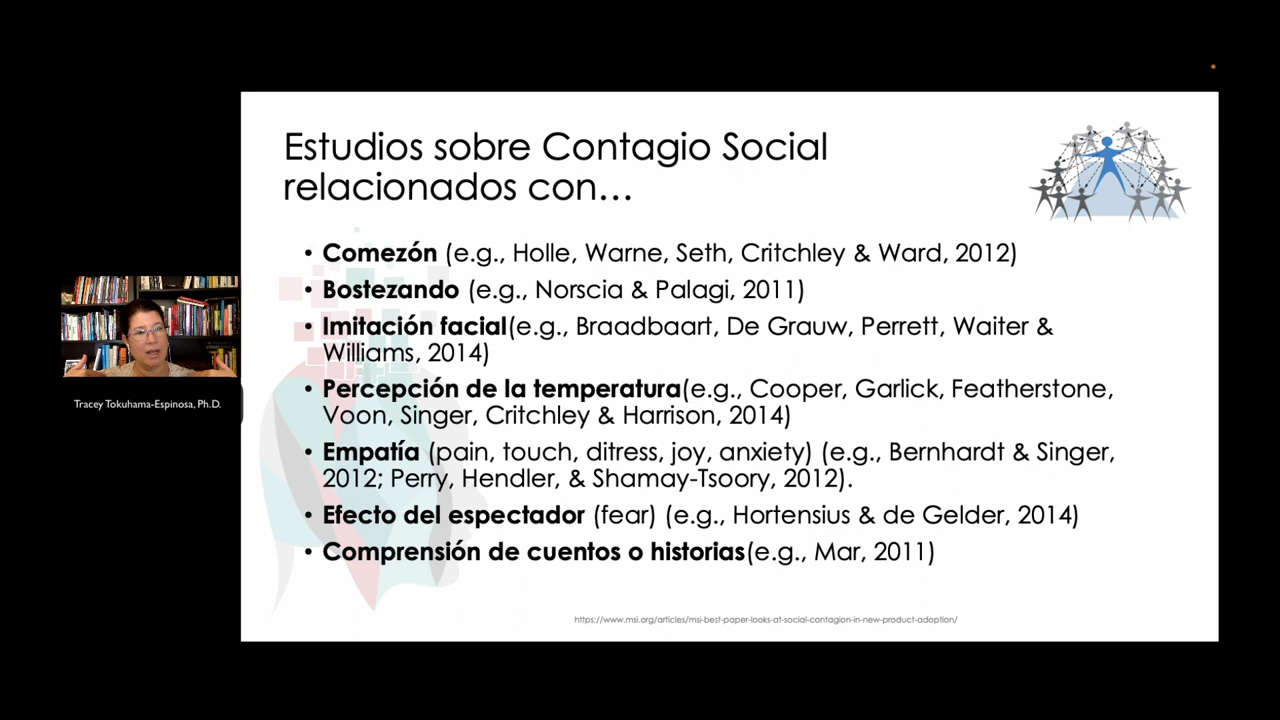 Estudios sobre Contagio Social
relacionados con…
• Comezón (e.g., Holle, Warne, Seth, Critchley & Ward, 2012)
• Bostezando (e.g., Norscia & Palagi, 2011)
• Imitación facial(e.g., Braadbaart, De Grauw, Perrett, Waiter &
Williams, 2014)
• Percepción de la temperatura(e.g., Cooper, Garlick, Featherstone,
Voon, Singer, Critchley & Harrison, 2014)
• Empatía (pain, touch, ditress, joy, anxiety) (e.g., Bernhardt & Singer,
2012; Perry, Hendler, & Shamay-Tsoory, 2012).
• Efecto del espectador (fear) (e.g., Hortensius & de Gelder, 2014)
• Comprensión de cuentos o historias(e.g., Mar, 2011)
https://www.msi.org/articles/msi-best-paper-looks-at-social-contagion-in-new-product-adoption/
Tracey Tokuhama-Espinosa, Ph.D.